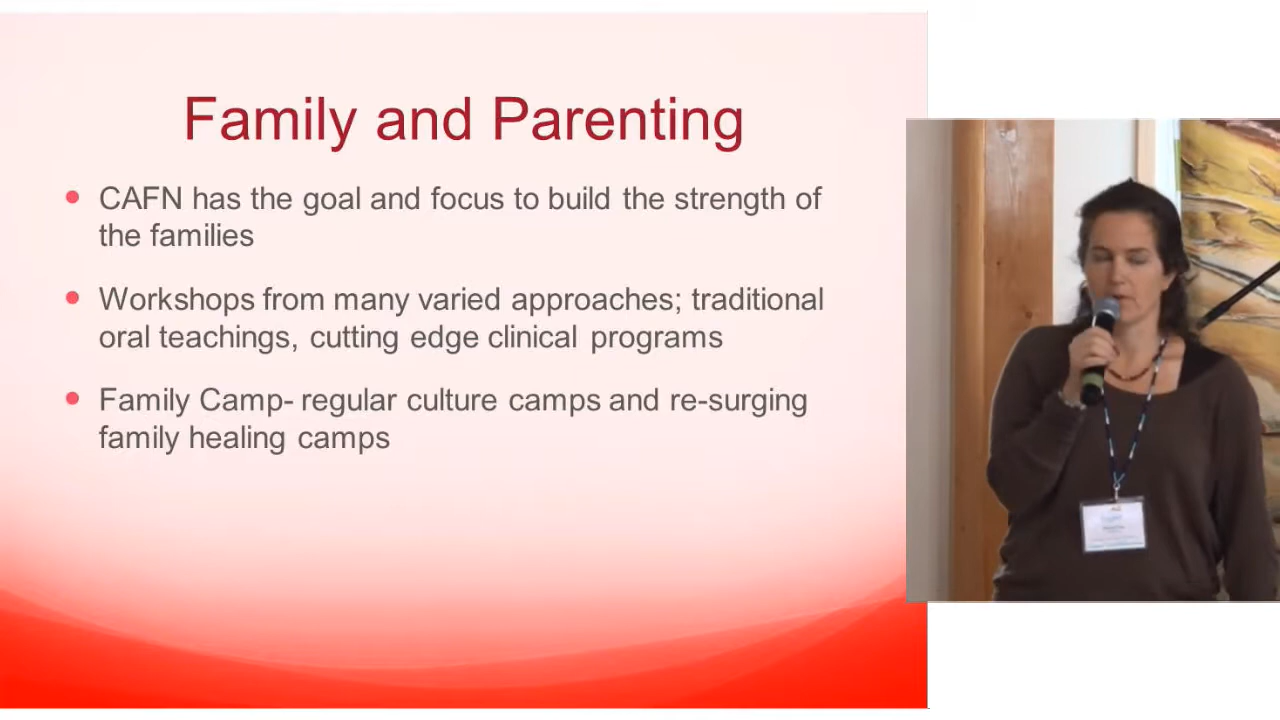 Family and Parenting
CAFN has the goal and focus to build the strength of
the families
Workshops from many varied approaches; traditional
oral teachings, cutting edge clinical programs
Family Camp- regular culture camps and re-surging
family healing camps